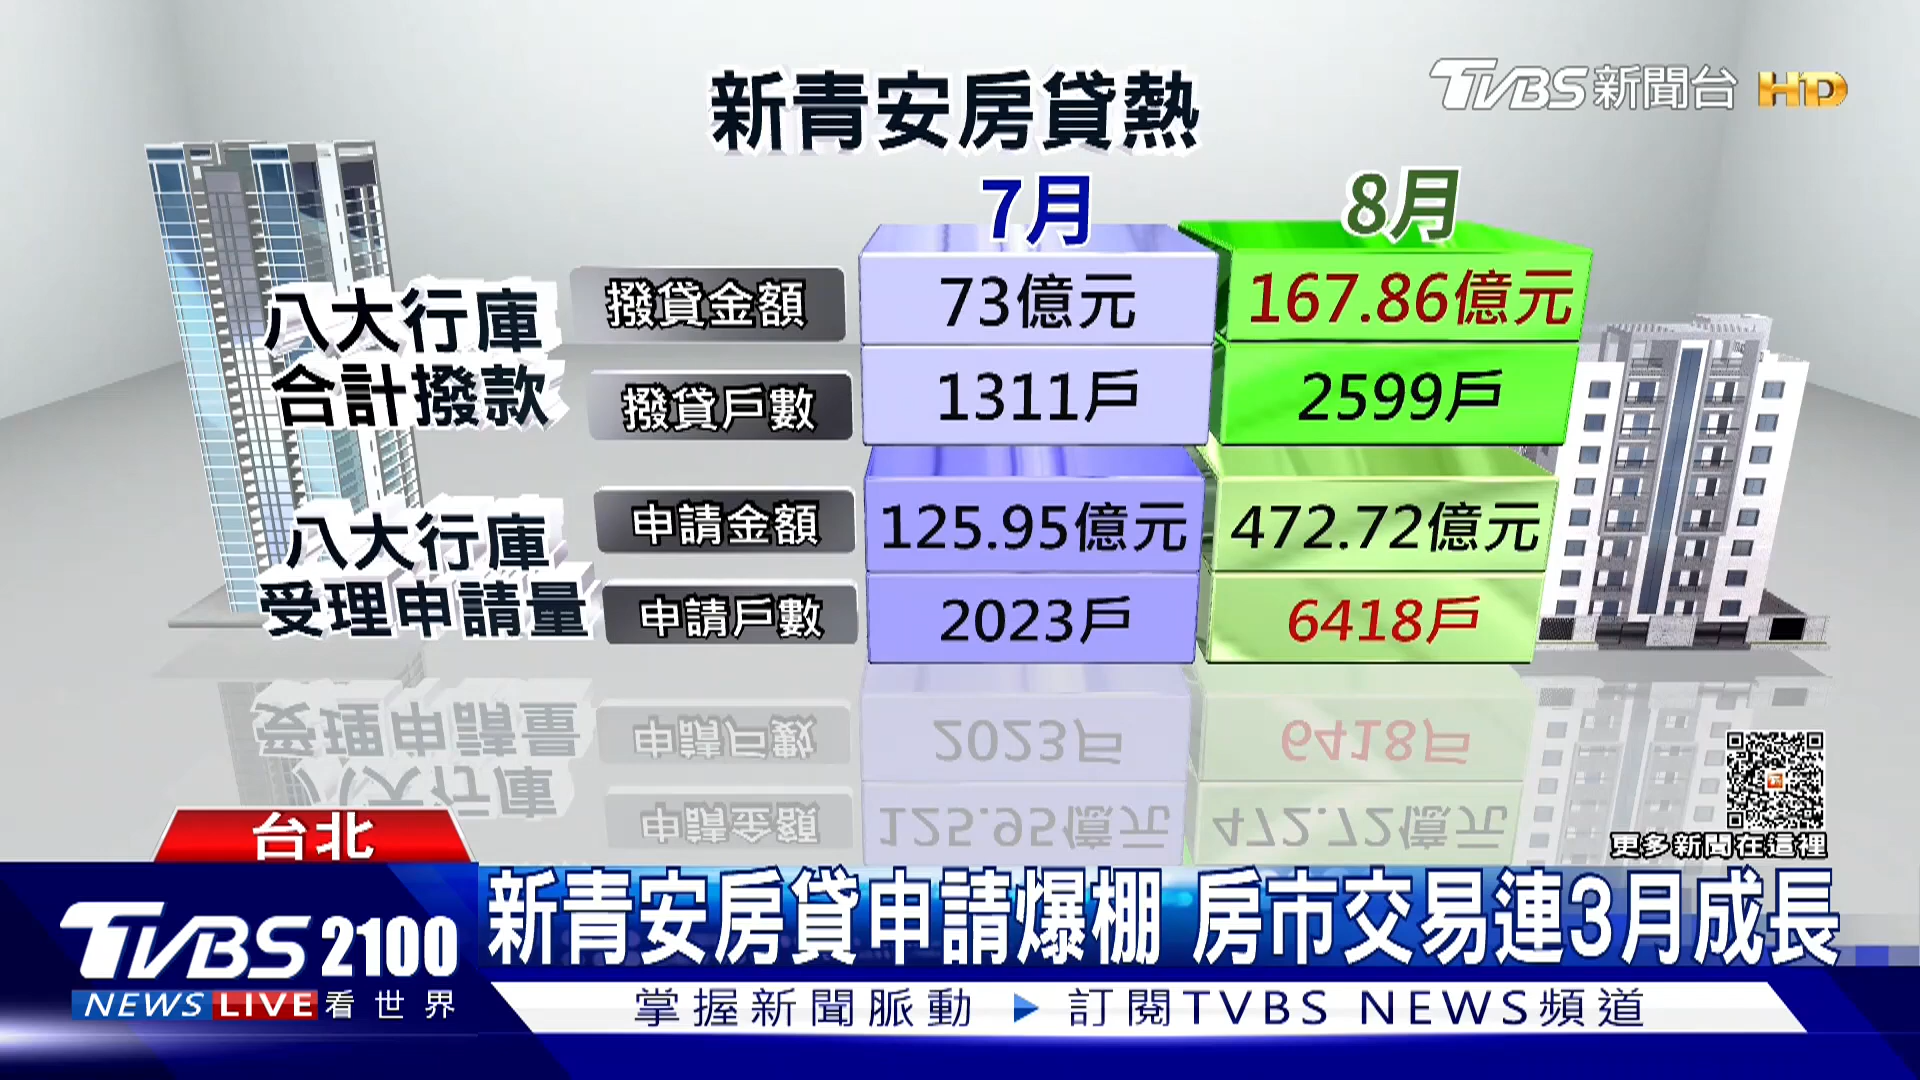 新青安房貸熱
TVBS新聞台 HD
7月
8月
八大行庫
合計撥款
撥貸金額
73億元
167.86億元
撥貸戶數
1311戶
2599戶
八大行庫
受理申請量
申請金額
125.95億元
472.72億元
申請戶數
2023戶
6418戶
更多新聞在這裡
台北
新青安房貸申請爆棚 房市交易連3月成長
TVBS 2100
NEWS LIVE 看世界
掌握新聞脈動 ▶ 訂閱TVBS NEWS頻道